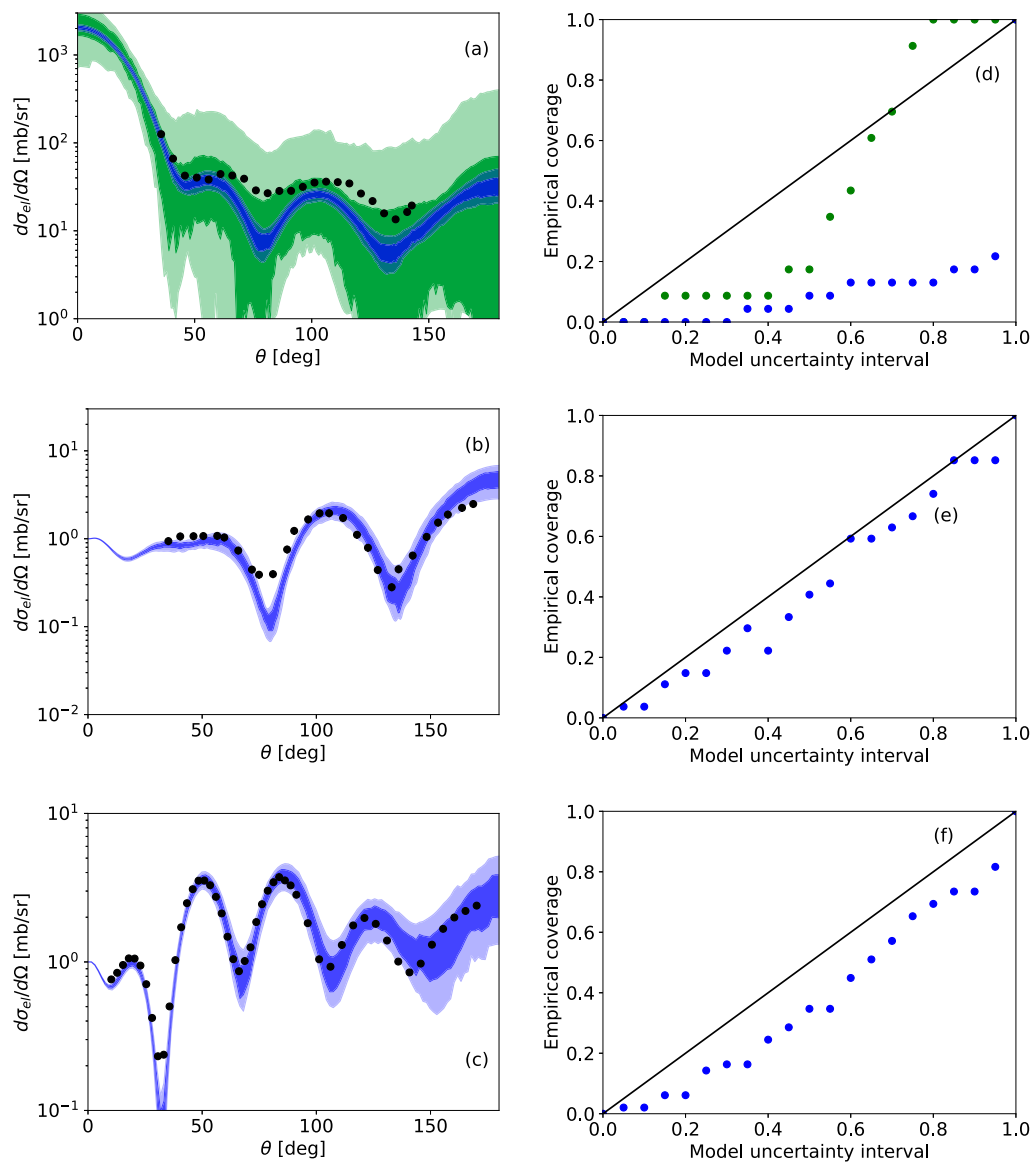 (a)
10³
10²
10¹
10⁰
dσₑₗ/dΩ [mb/sr]
0 50 100 150
θ [deg]
(d)
1.0
0.8
0.6
0.4
0.2
0.0
Empirical coverage
0.0 0.2 0.4 0.6 0.8 1.0
Model uncertainty interval
(b)
10¹
10⁰
10⁻¹
10⁻²
dσₑₗ/dΩ [mb/sr]
0 50 100 150
θ [deg]
(e)
1.0
0.8
0.6
0.4
0.2
0.0
Empirical coverage
0.0 0.2 0.4 0.6 0.8 1.0
Model uncertainty interval
(c)
10¹
10⁰
10⁻¹
dσₑₗ/dΩ [mb/sr]
0 50 100 150
θ [deg]
(f)
1.0
0.8
0.6
0.4
0.2
0.0
Empirical coverage
0.0 0.2 0.4 0.6 0.8 1.0
Model uncertainty interval